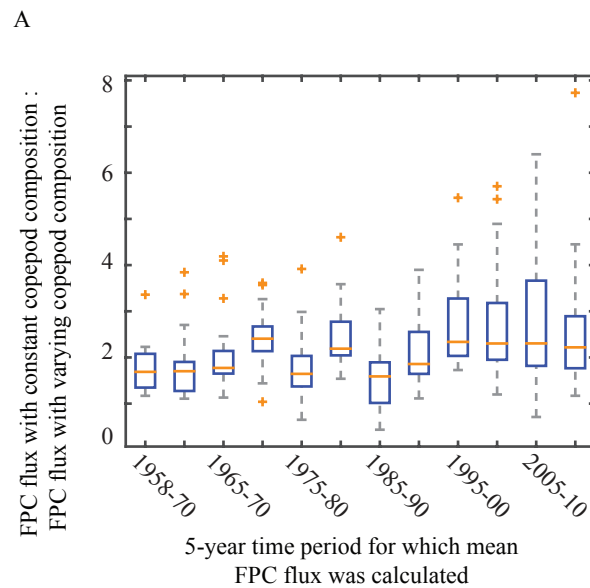 A
FPC flux with constant copepod composition :
FPC flux with varying copepod composition
8
6
4
2
0
1958-70
1965-70
1975-80
1985-90
1995-00
2005-10
5-year time period for which mean
FPC flux was calculated